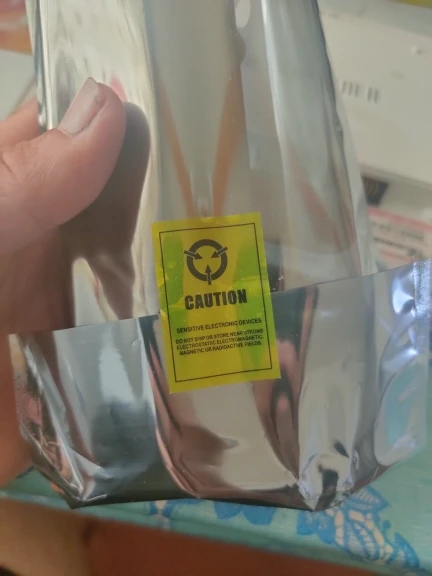 CAUTION
SENSITIVE ELECTRONIC DEVICES
DO NOT SHIP OR STORE NEAR STRONG
ELECTROSTATIC ELECTROMAGNETIC.
MAGNETIC OR RADIOACTIVE FIELDS.